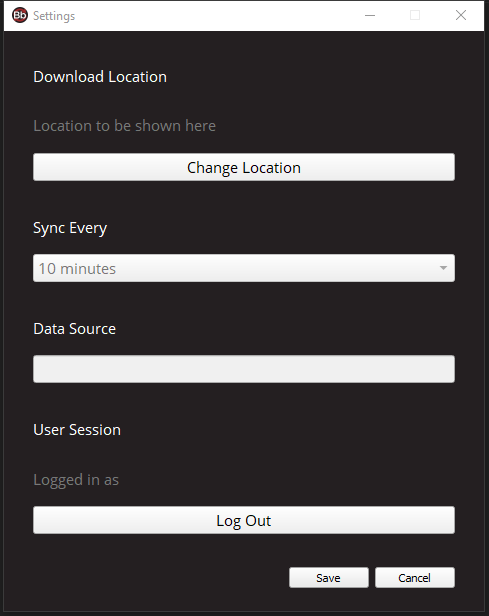 Bb Settings
Download Location
Location to be shown here
Change Location
Sync Every
10 minutes
Data Source
User Session
Logged in as
Log Out
Save Cancel